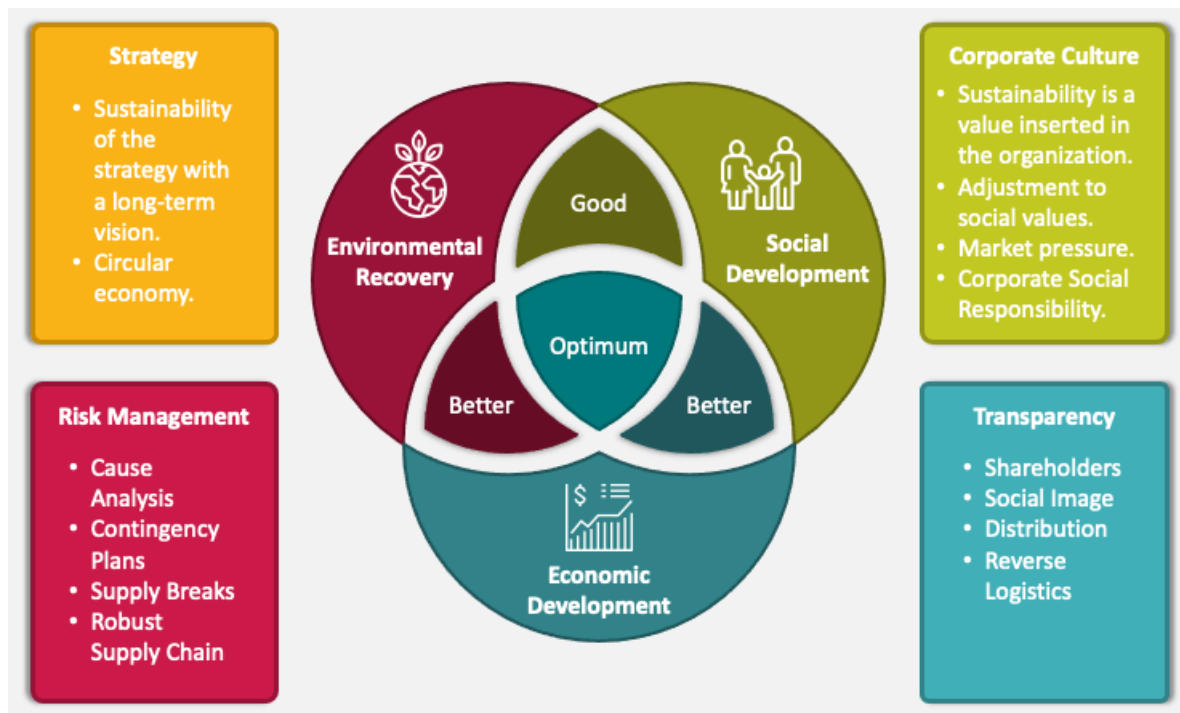 Strategy
• Sustainability
of the
strategy with
a long-term
vision.
• Circular
economy.
Corporate Culture
• Sustainability is a
value inserted in
the organization.
• Adjustment to
social values.
• Market pressure.
• Corporate Social
Responsibility.
Good
Environmental
Recovery
Social
Development
Optimum
Better
Better
$
Economic
Development
Risk Management
• Cause
Analysis
• Contingency
Plans
• Supply Breaks
• Robust
Supply Chain
Transparency
• Shareholders
• Social Image
• Distribution
• Reverse
Logistics